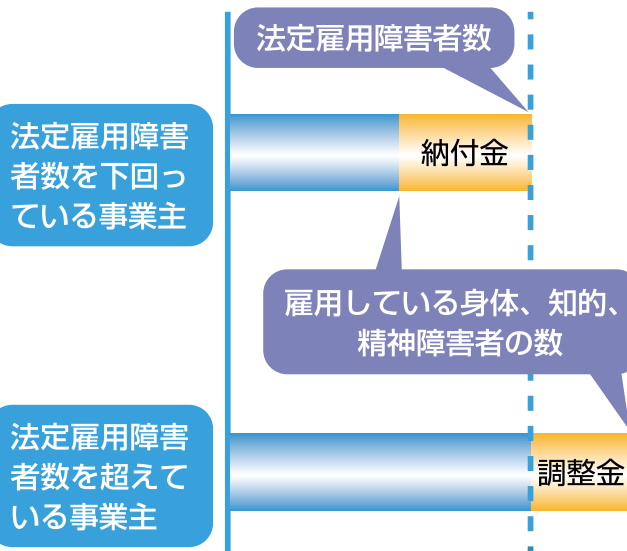 法定雇用障害者数
法定雇用障害
者数を下回っ
ている事業主
納付金
雇用している身体、知的、
精神障害者の数
法定雇用障害
者数を超えて
いる事業主
調整金